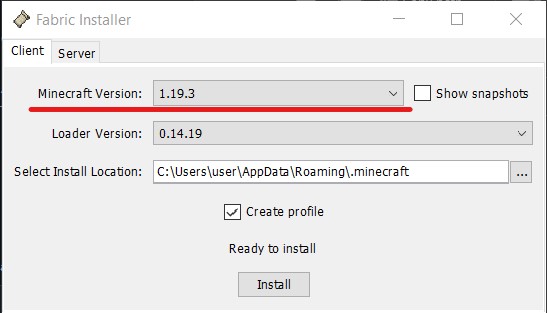 Fabric Installer
Client Server
Minecraft Version: 1.19.3 Show snapshots
Loader Version: 0.14.19
Select Install Location: C:\Users\user\AppData\Roaming\.minecraft ...
Create profile
Ready to install
Install